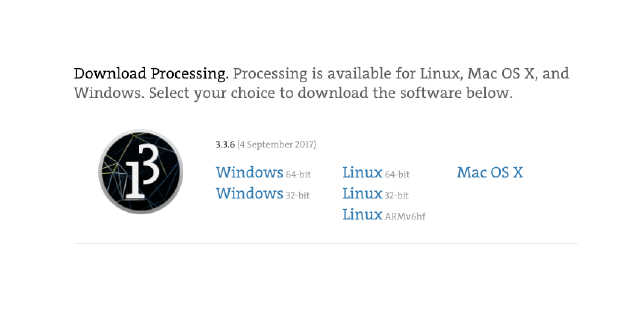 Download Processing. Processing is available for Linux, Mac OS X, and
Windows. Select your choice to download the software below.
3.3.6 (4 September 2017)
Windows 64-bit Linux 64-bit Mac OS X
Windows 32-bit Linux 32-bit
Linux ARMv6hf
3
1